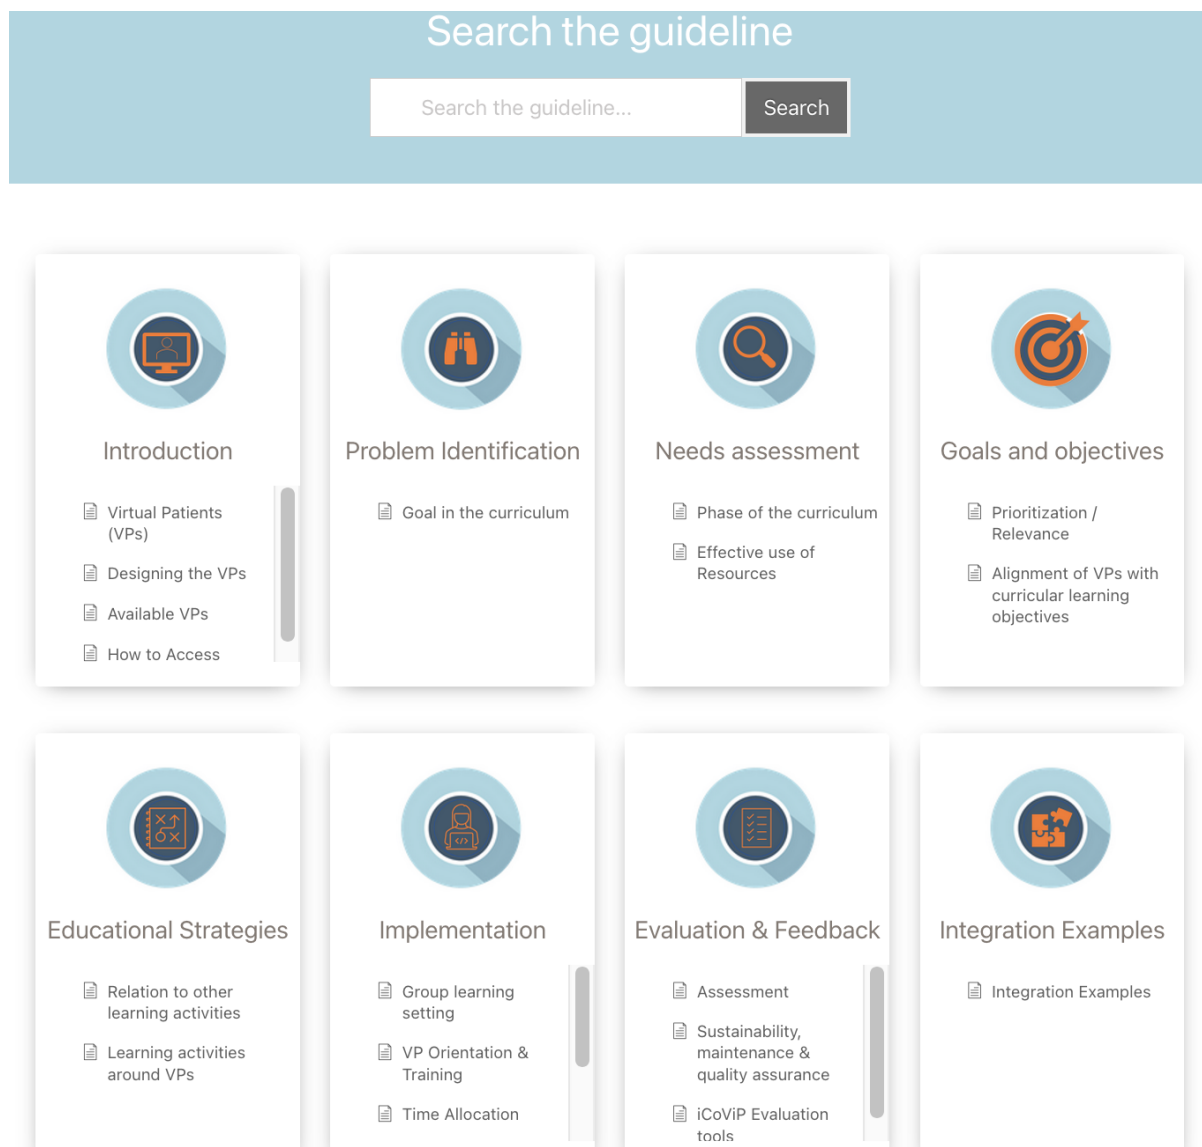 Search the guideline
Search the guideline...
Search
Introduction
Virtual Patients
(VPs)
Designing the VPs
Available VPs
How to Access
Problem Identification
Goal in the curriculum
Needs assessment
Phase of the curriculum
Effective use of
Resources
Goals and objectives
Prioritization /
Relevance
Alignment of VPs with
curricular learning
objectives
Educational Strategies
Relation to other
learning activities
Learning activities
around VPs
Implementation
Group learning
setting
VP Orientation &
Training
Time Allocation
Evaluation & Feedback
Assessment
Sustainability,
maintenance &
quality assurance
iCoViP Evaluation
tools
Integration Examples
Integration Examples